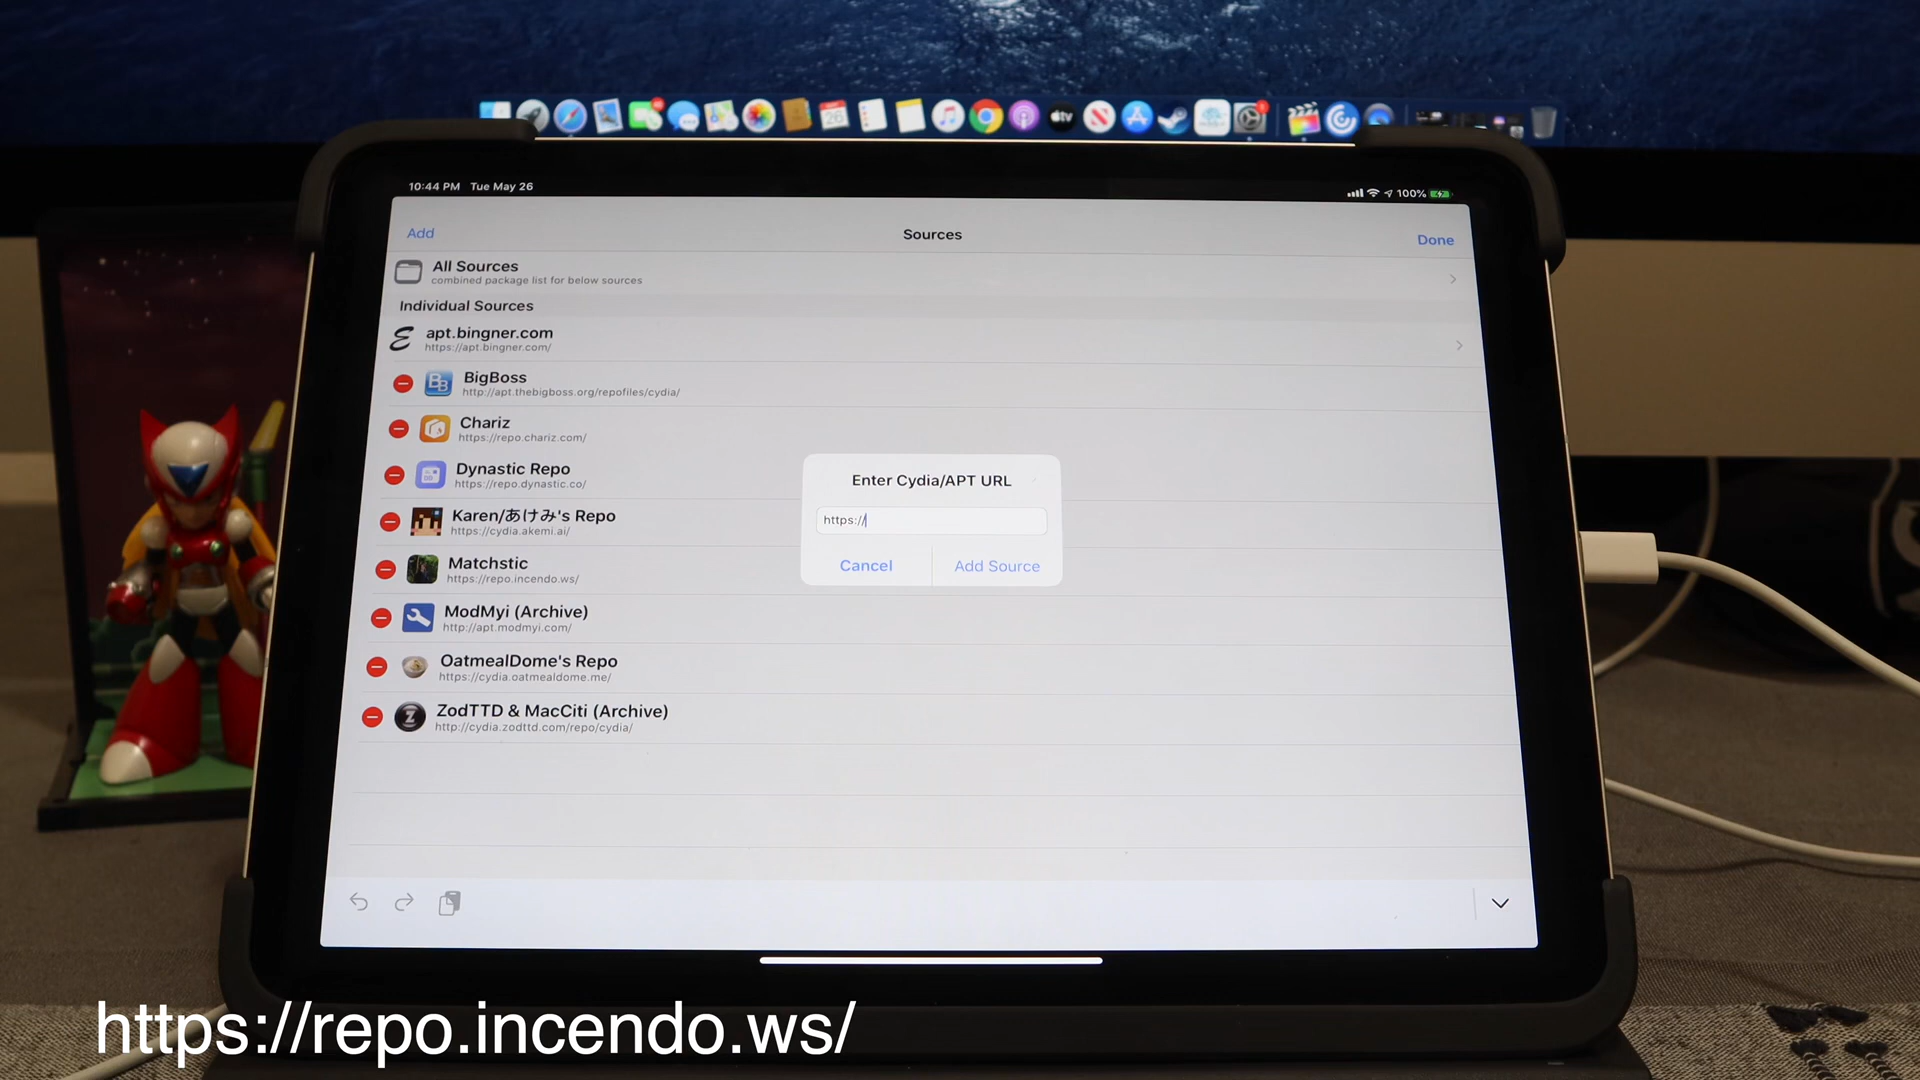 10:44 PM Tue May 26
100%
Add
Sources
Done
All Sources
combined package list for below sources
Individual Sources
apt.bingner.com
https://apt.bingner.com/
BigBoss
http://apt.thebigboss.org/repofiles/cydia/
Chariz
https://repo.chariz.com/
Dynastic Repo
https://repo.dynastic.co/
Karen/あけみ's Repo
https://cydia.akemi.ai/
Matchstic
https://repo.incendo.ws/
ModMyi (Archive)
http://apt.modmyi.com/
OatmealDome's Repo
https://cydia.oatmealdome.me/
ZodTTD & MacCiti (Archive)
http://cydia.zodttd.com/repo/cydia/
Enter Cydia/APT URL
https://
Cancel
Add Source
https://repo.incendo.ws/